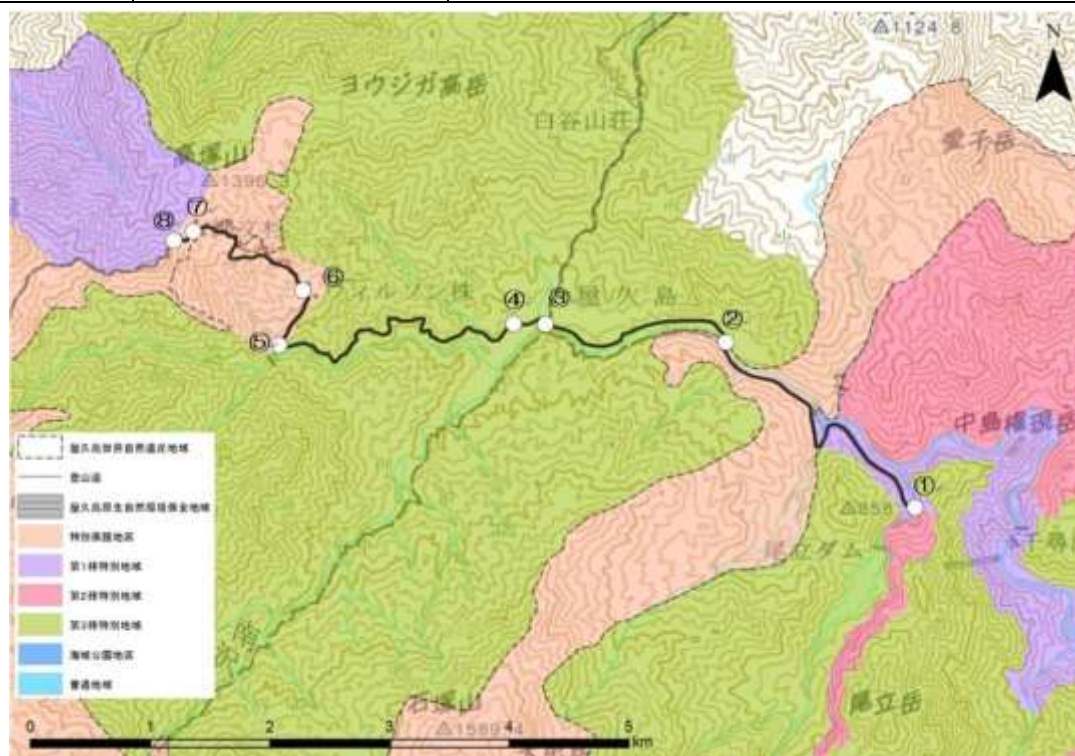 △1124 8
N
ヨウジガ高岳
白谷山荘
愛子岳
高塚山
△1396
⑧
⑦
⑥
ウィルソン株
④
③
屋久島
②
⑤
中島権現岳
①
△858
尾立ダム
千尋
屋久島世界自然遺産地域
登山道
屋久島原生自然環境保全地域
特別保護地区
第1種特別地域
第2種特別地域
第3種特別地域
海域公園地区
普通地域
石塚山
△1589 4
尾立岳
0 1 2 3 4 5
km